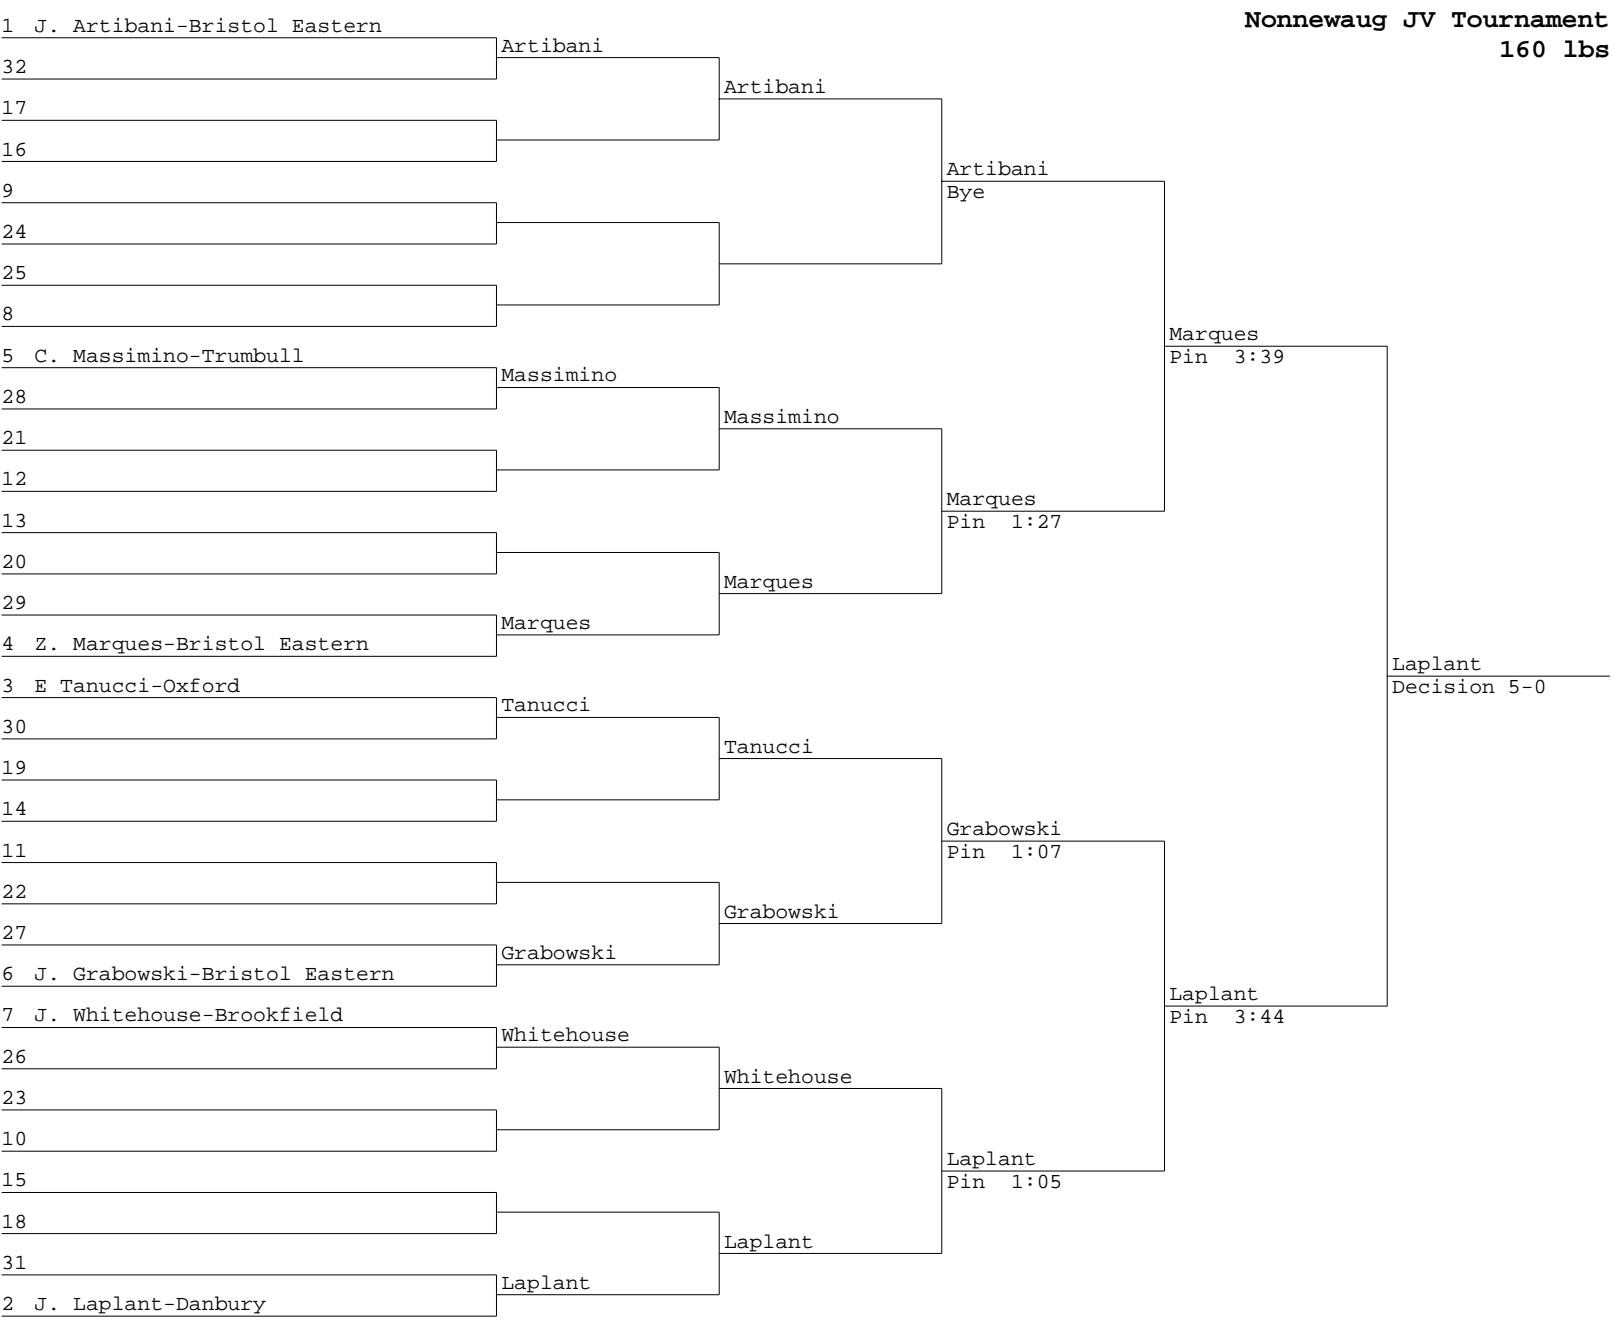 Nonnewaug JV Tournament
160 lbs
1 J. Artibani-Bristol Eastern
32
17
16
9
24
25
8
5 C. Massimino-Trumbull
28
21
12
13
20
29
4 Z. Marques-Bristol Eastern
3 E Tanucci-Oxford
30
19
14
11
22
27
6 J. Grabowski-Bristol Eastern
7 J. Whitehouse-Brookfield
26
23
10
15
18
31
2 J. Laplant-Danbury
Artibani
Massimino
Marques
Tanucci
Grabowski
Whitehouse
Laplant
Artibani
Massimino
Marques
Tanucci
Grabowski
Whitehouse
Laplant
Artibani
Bye
Marques
Pin 1:27
Grabowski
Pin 1:07
Laplant
Pin 1:05
Marques
Pin 3:39
Laplant
Pin 3:44
Laplant
Decision 5-0